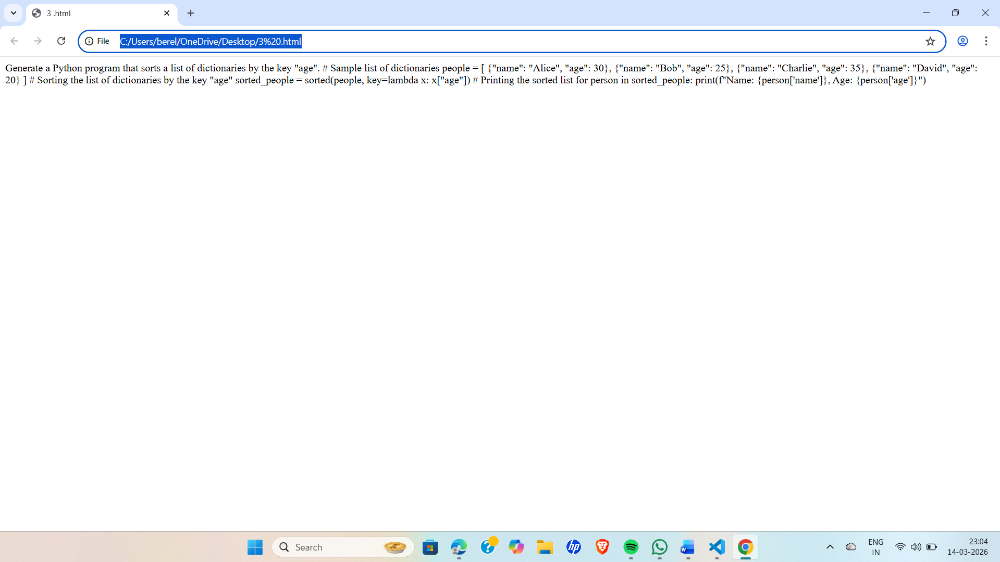 3 .html
File
C:/Users/berel/OneDrive/Desktop/3%20.html
Generate a Python program that sorts a list of dictionaries by the key "age". # Sample list of dictionaries people = [ {"name": "Alice", "age": 30}, {"name": "Bob", "age": 25}, {"name": "Charlie", "age": 35}, {"name": "David", "age":
20} ] # Sorting the list of dictionaries by the key "age" sorted_people = sorted(people, key=lambda x: x["age"]) # Printing the sorted list for person in sorted_people: print(f"Name: {person['name']}, Age: {person['age']}")
Search
hp
W
ENG
IN
23:04
14-03-2026